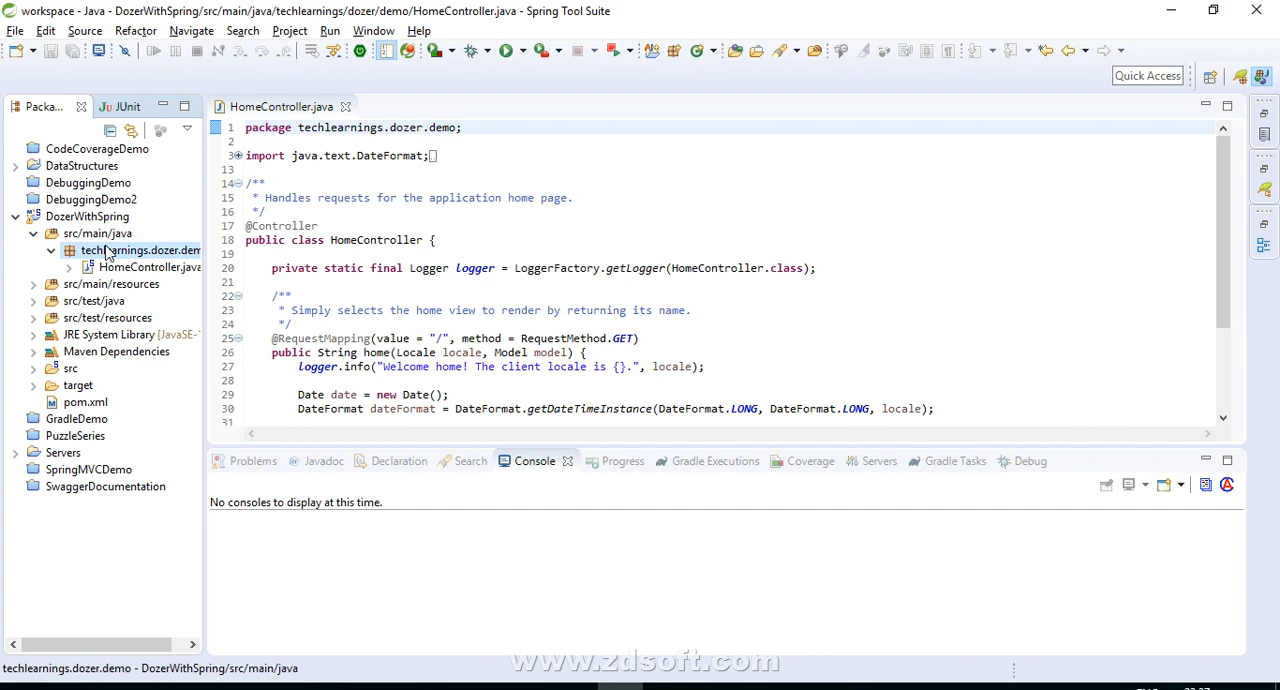 workspace - Java - DozerWithSpring/src/main/java/techlearnings/dozer/demo/HomeController.java - Spring Tool Suite
File Edit Source Refactor Navigate Search Project Run Window Help
Quick Access
Packa... JUnit
CodeCoverageDemo
DataStructures
DebuggingDemo
DebuggingDemo2
DozerWithSpring
src/main/java
techlearnings.dozer.dem
HomeController.java
src/main/resources
src/test/java
src/test/resources
JRE System Library [JavaSE-1
Maven Dependencies
src
target
pom.xml
GradleDemo
PuzzleSeries
Servers
SpringMVCDemo
SwaggerDocumentation
HomeController.java
1 package techlearnings.dozer.demo;
2
3 import java.text.DateFormat;
13
14 /**
15 * Handles requests for the application home page.
16 */
17 @Controller
18 public class HomeController {
19
20 private static final Logger logger = LoggerFactory.getLogger(HomeController.class);
21
22 /**
23 * Simply selects the home view to render by returning its name.
24 */
25 @RequestMapping(value = "/", method = RequestMethod.GET)
26 public String home(Locale locale, Model model) {
27 logger.info("Welcome home! The client locale is {}.", locale);
28
29 Date date = new Date();
30 DateFormat dateFormat = DateFormat.getDateTimeInstance(DateFormat.LONG, DateFormat.LONG, locale);
31
Problems Javadoc Declaration Search Console Progress Gradle Executions Coverage Servers Gradle Tasks Debug
No consoles to display at this time.
techlearnings.dozer.demo - DozerWithSpring/src/main/java
www.zdsoft.com